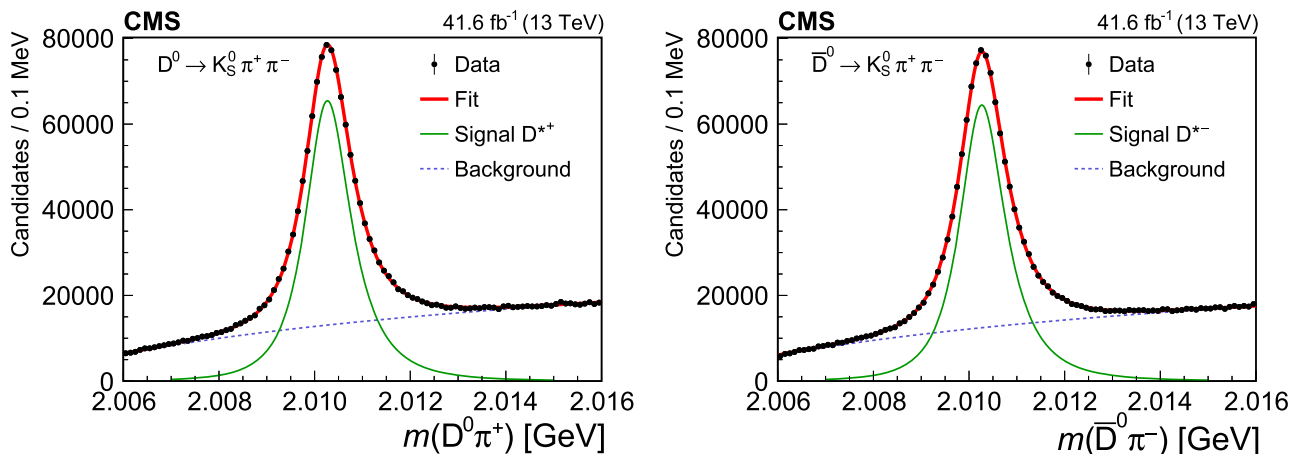 CMS 41.6 fb⁻¹ (13 TeV)
Candidates / 0.1 MeV
80000
60000
40000
20000
0
D⁰ → K⁰_S π⁺ π⁻
Data
Fit
Signal D*⁺
Background
2.006 2.008 2.010 2.012 2.014 2.016
m(D⁰π⁺) [GeV]
CMS 41.6 fb⁻¹ (13 TeV)
Candidates / 0.1 MeV
80000
60000
40000
20000
0
D̅⁰ → K⁰_S π⁺ π⁻
Data
Fit
Signal D*⁻
Background
2.006 2.008 2.010 2.012 2.014 2.016
m(D̅⁰π⁻) [GeV]